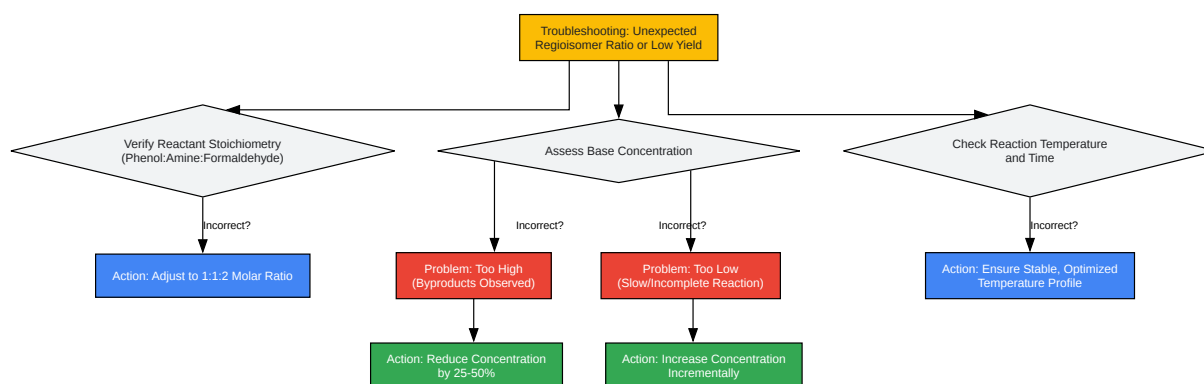 Troubleshooting: Unexpected
Regioisomer Ratio or Low Yield
Verify Reactant Stoichiometry
(Phenol:Amine:Formaldehyde)
Assess Base Concentration
Check Reaction Temperature
and Time
Incorrect?
Incorrect?
Incorrect?
Incorrect?
Action: Adjust to 1:1:2 Molar Ratio
Problem: Too High
(Byproducts Observed)
Problem: Too Low
(Slow/Incomplete Reaction)
Action: Ensure Stable, Optimized
Temperature Profile
Action: Reduce Concentration
by 25-50%
Action: Increase Concentration
Incrementally